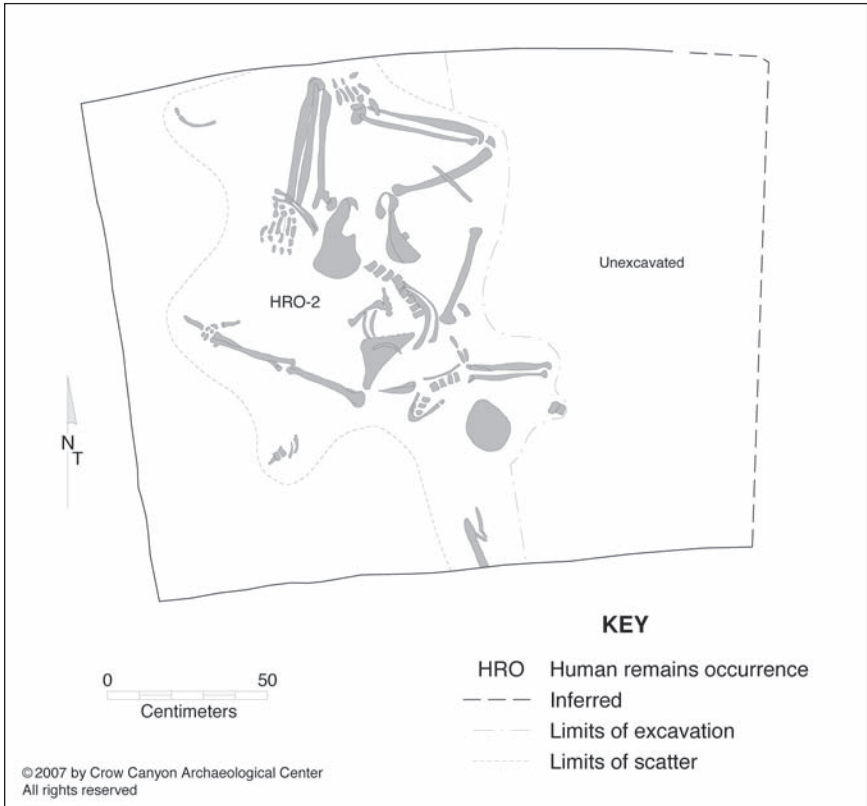 Unexcavated
HRO-2
N
T
KEY
HRO Human remains occurrence
Inferred
Limits of excavation
Limits of scatter
0 50
Centimeters
©2007 by Crow Canyon Archaeological Center
All rights reserved